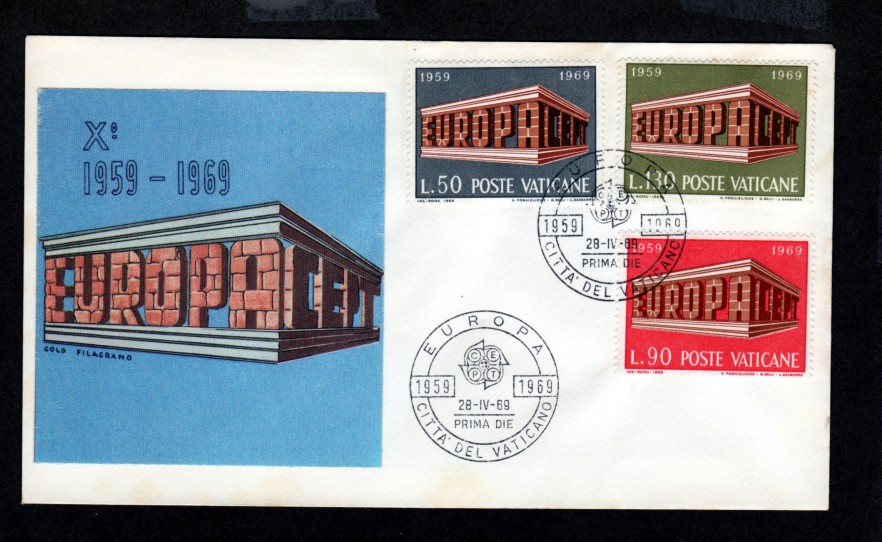 Xº
1959 - 1969
EUROPA CEPT
GOLD FILAGRANO
1959 1969
EUROPA CEPT
L.50 POSTE VATICANE
1959 1969
EUROPA CEPT
L.130 POSTE VATICANE
1959 1969
EUROPA CEPT
L.90 POSTE VATICANE
EUROPA
CEPT
1959 1969
28-IV-69
PRIMA DIE
CITTA' DEL VATICANO
EUROPA
CEPT
1959 1969
28-IV-69
PRIMA DIE
CITTA' DEL VATICANO